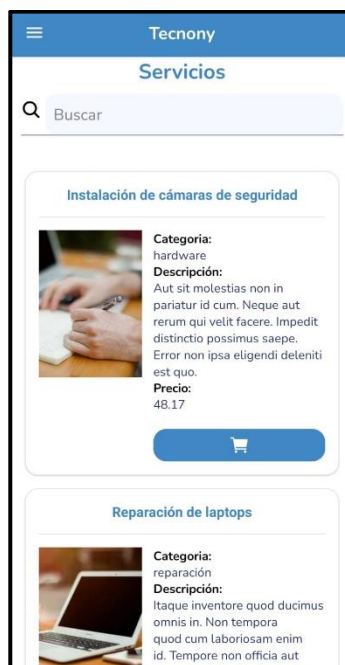 Tecnony
Servicios
Buscar
Instalación de cámaras de seguridad
Categoria:
hardware
Descripción:
Aut sit molestias non in
pariatur id cum. Neque aut
rerum qui velit facere. Impedit
distinctio possimus saepe.
Error non ipsa eligendi deleniti
est quo.
Precio:
48.17
Reparación de laptops
Categoria:
reparación
Descripción:
Itaque inventore quod ducimus
omnis in. Non tempora
quod cum laboriosam enim
id. Tempore non officia aut